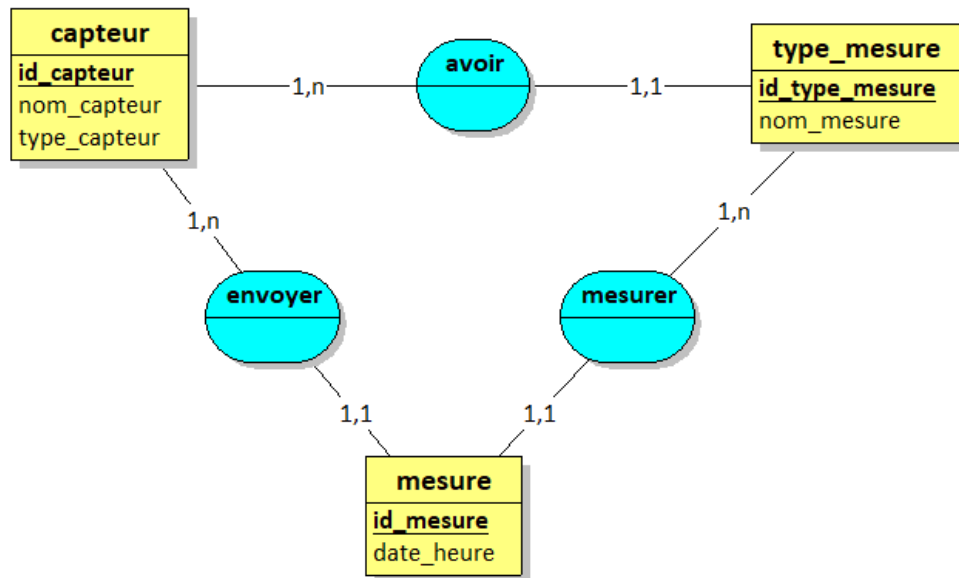 capteur
id_capteur
nom_capteur
type_capteur
1,n
avoir
1,1
type_mesure
id_type_mesure
nom_mesure
1,n
1,n
envoyer
mesurer
1,1
1,1
mesure
id_mesure
date_heure